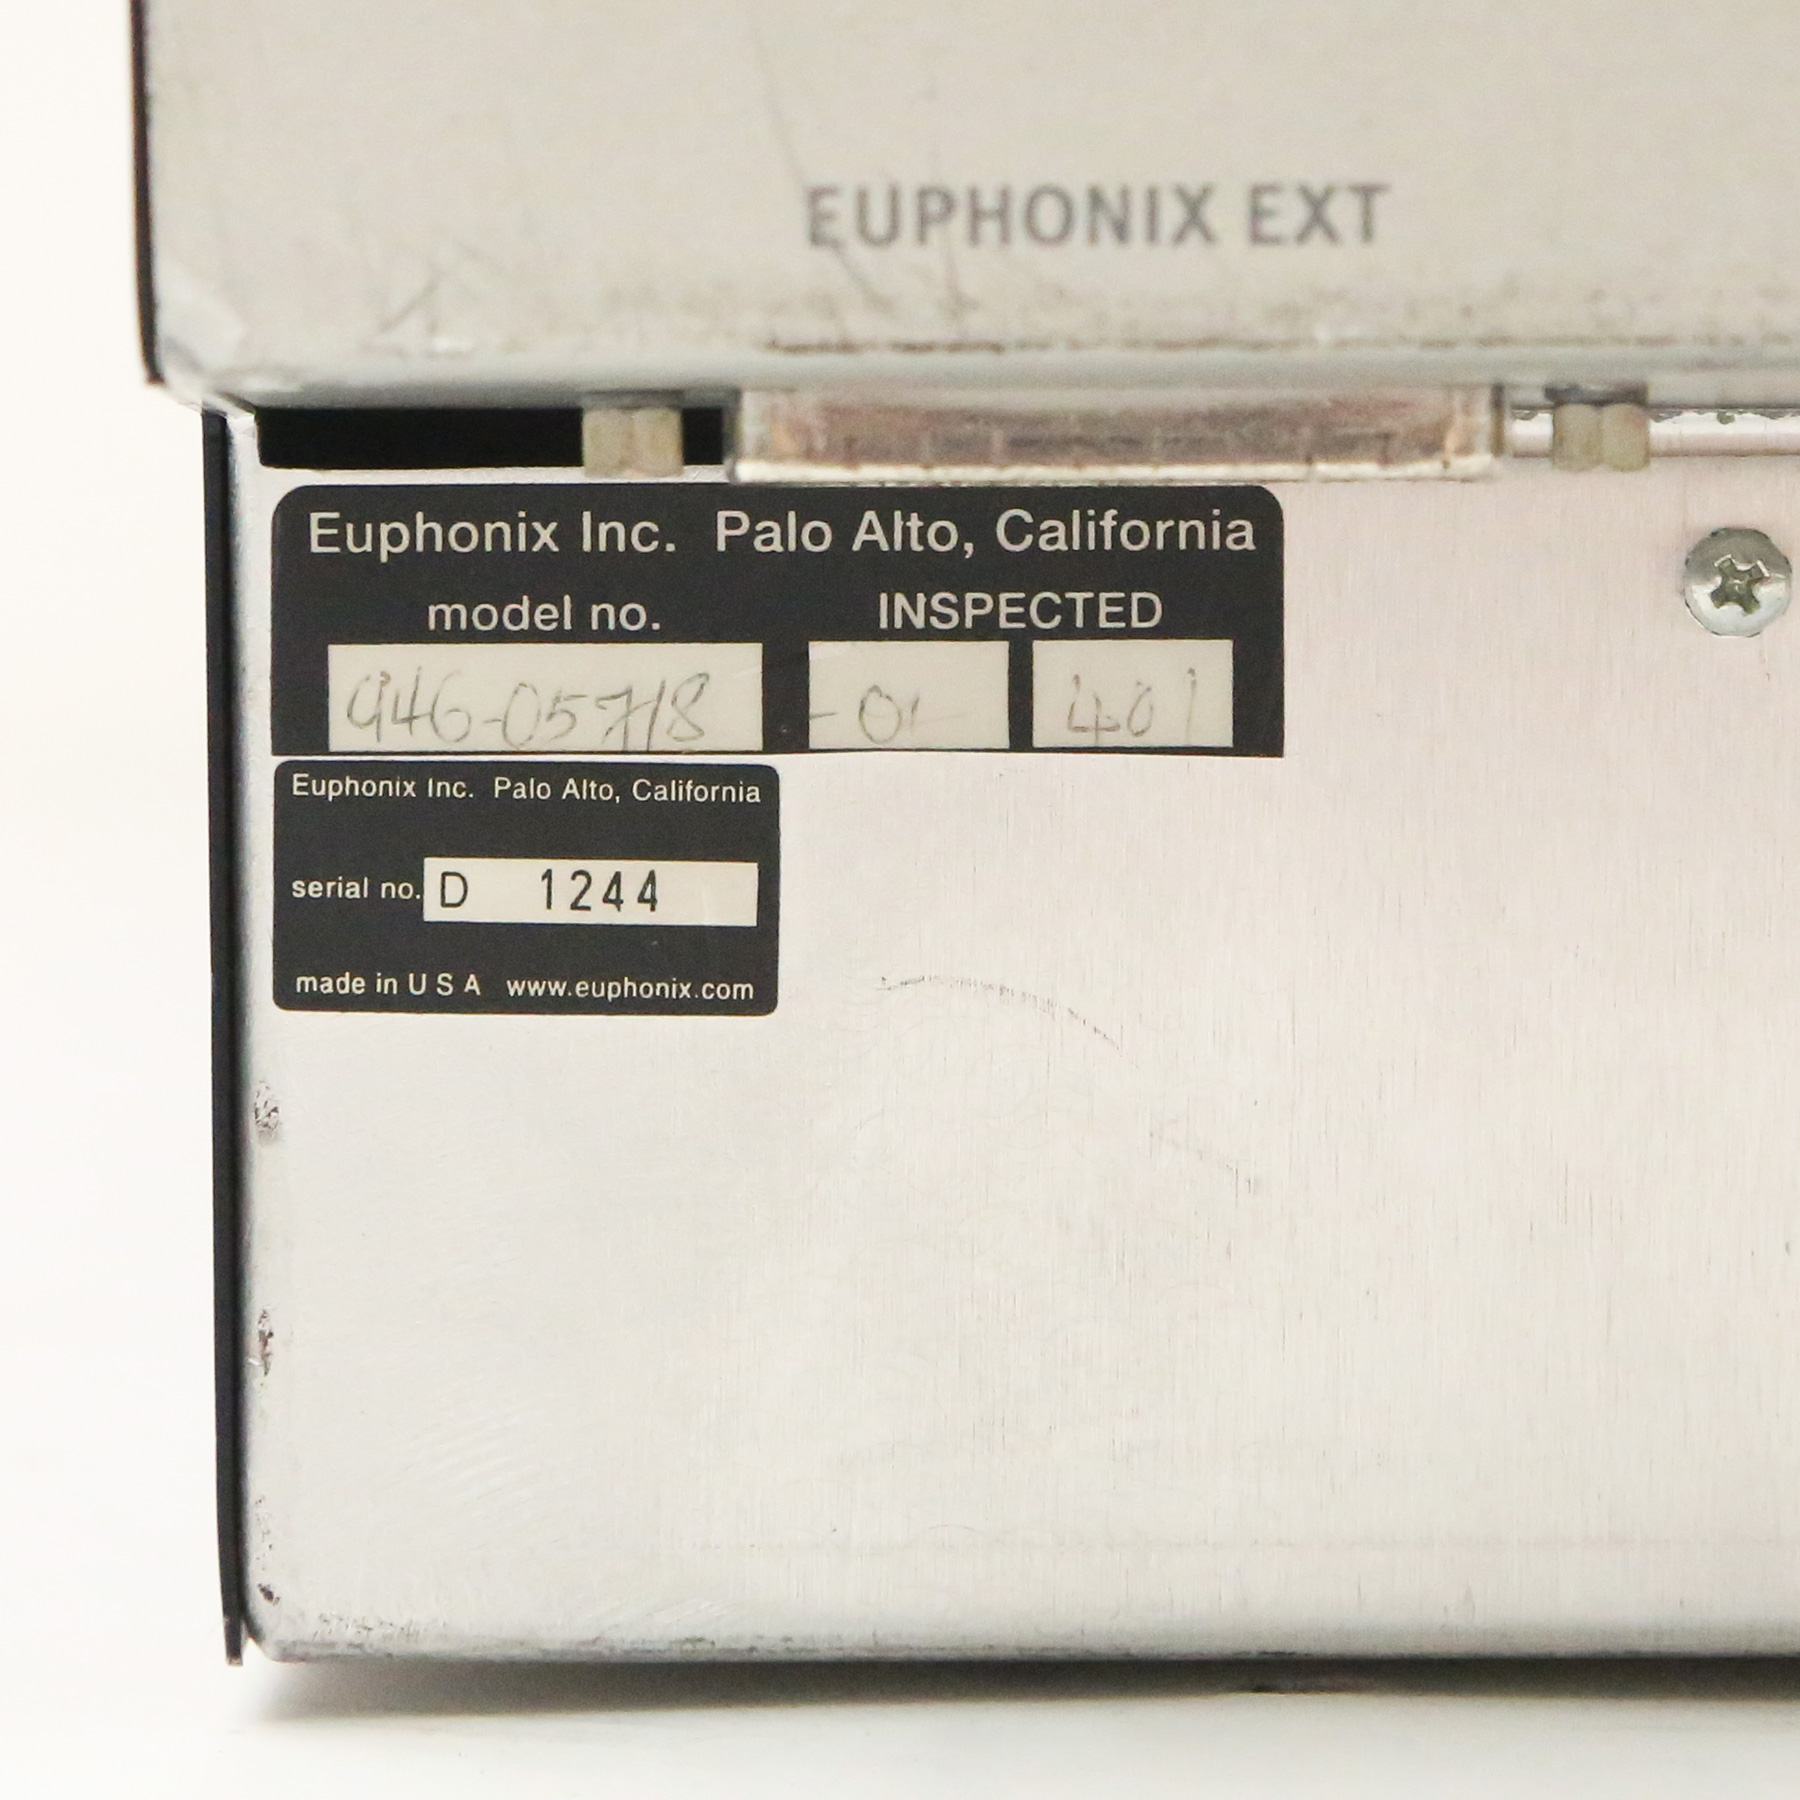 EUPHONIX EXT
Euphonix Inc. Palo Alto, California
model no. INSPECTED
946-05718 -01 401
Euphonix Inc. Palo Alto, California
serial no. D 1244
made in U S A www.euphonix.com